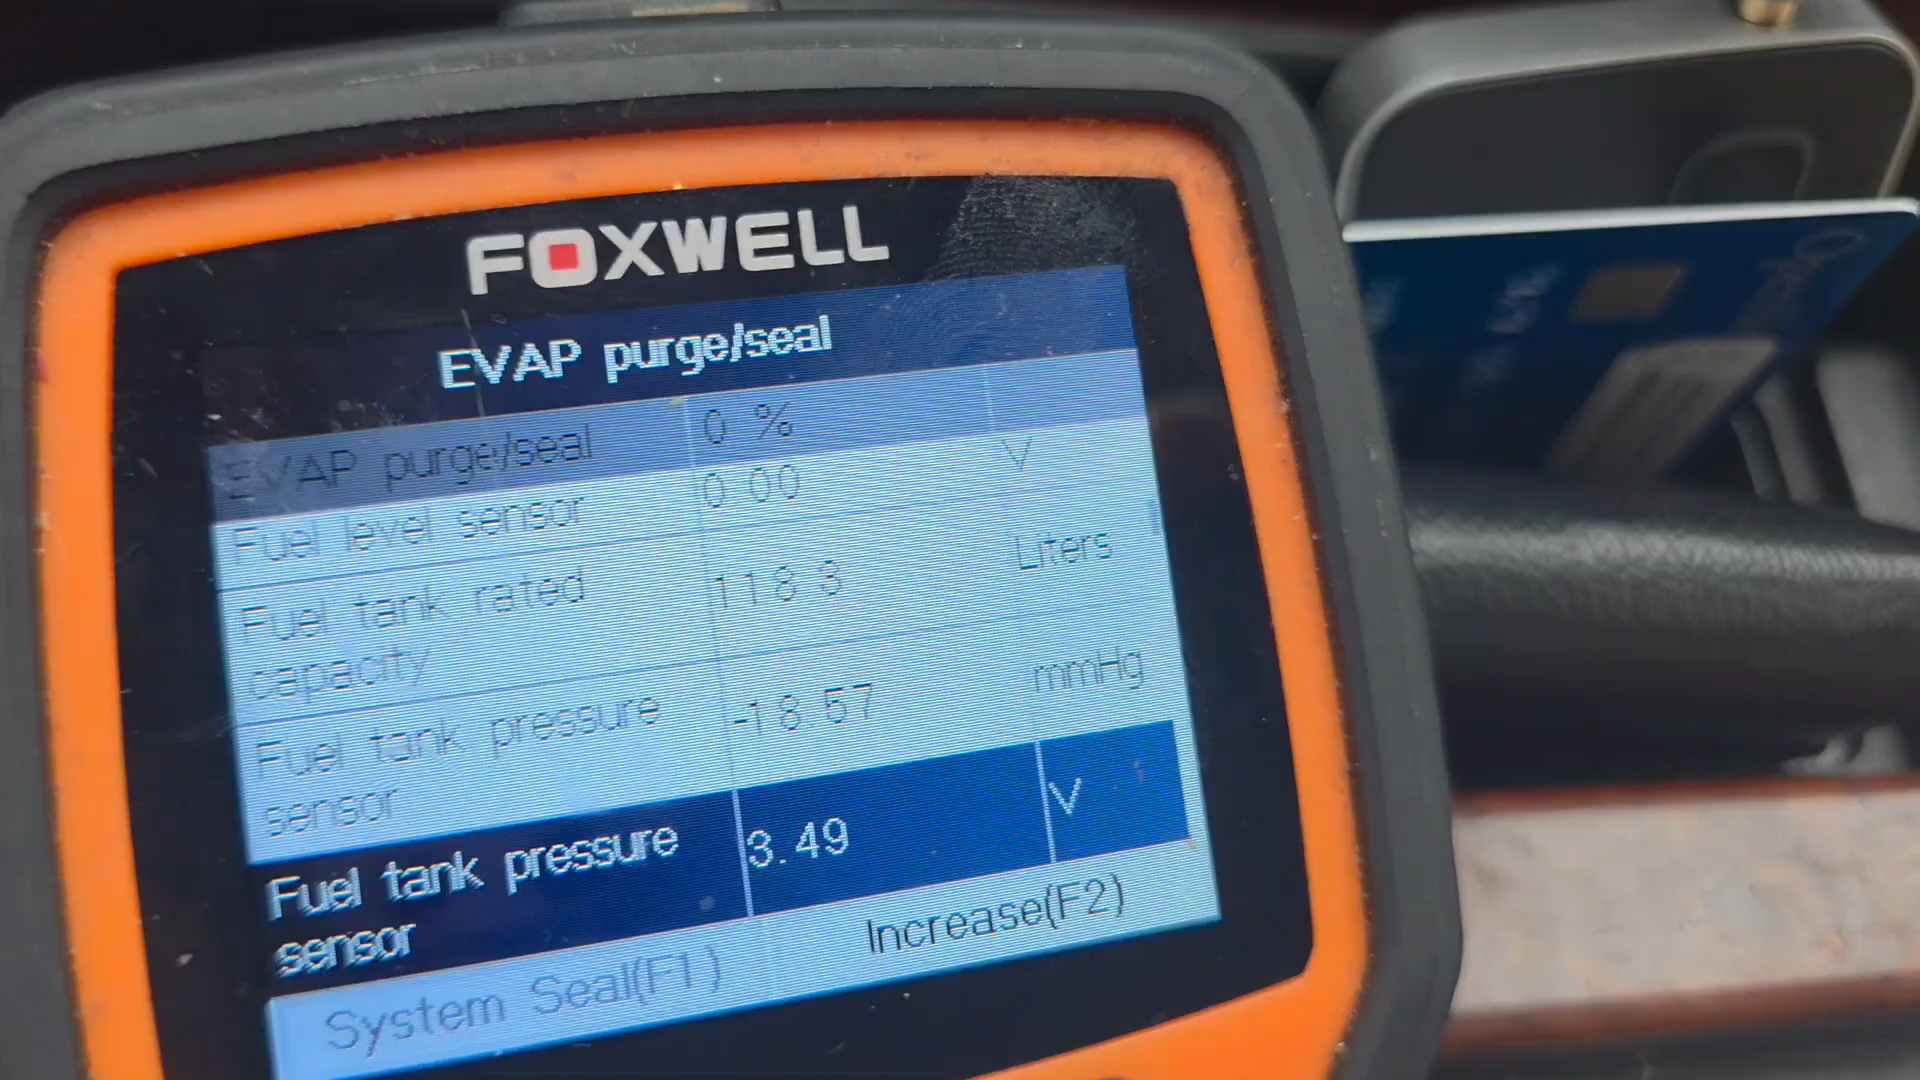 FOXWELL
EVAP purge/seal
EVAP purge/seal 0 %
Fuel level sensor 0 00 V
Fuel tank rated capacity 118 3 Liters
Fuel tank pressure sensor -18 57 mmHg
Fuel tank pressure sensor 3.49 V
System Seal(F1) Increase(F2)